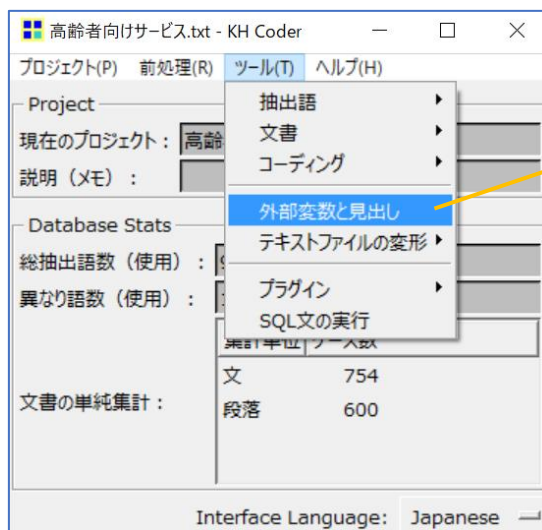 高齢者向けサービス.txt - KH Coder
プロジェクト(P) 前処理(R) ツール(T) ヘルプ(H)
Project
現在のプロジェクト： 高齢
説明（メモ）：
抽出語
文書
コーディング
外部変数と見出し
テキストファイルの変形
プラグイン
SQL文の実行
Database Stats
総抽出語数（使用）：
異なり語数（使用）：
集計単位 ケース数
文 754
文書の単純集計：
段落 600
Interface Language: Japanese